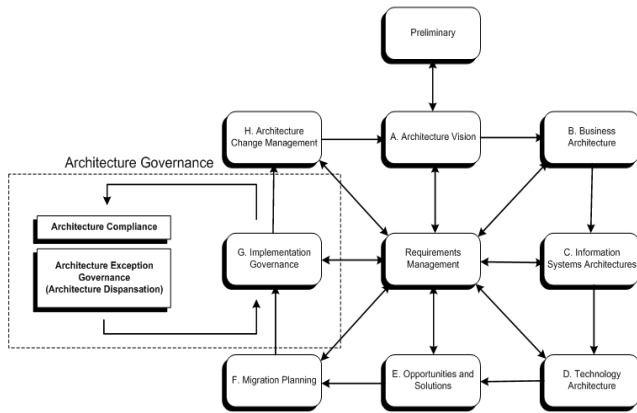 Preliminary
H. Architecture
Change Management
A. Architecture Vision
B. Business
Architecture
Architecture Governance
Architecture Compliance
Architecture Exception
Governance
(Architecture Dispansation)
G. Implementation
Governance
Requirements
Management
C. Information
Systems Architectures
F. Migration Planning
E. Opportunities and
Solutions
D. Technology
Architecture